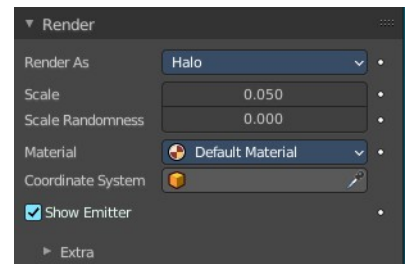 Render
Render As Halo
Scale 0.050
Scale Randomness 0.000
Material Default Material
Coordinate System
Show Emitter
Extra